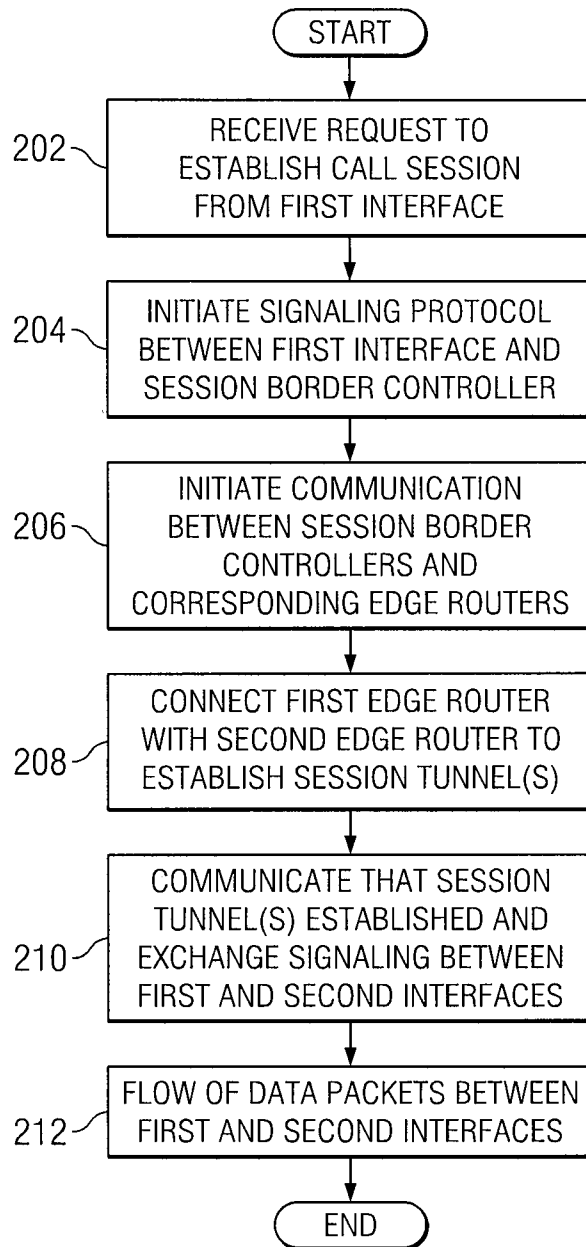 START
202
RECEIVE REQUEST TO
ESTABLISH CALL SESSION
FROM FIRST INTERFACE
204
INITIATE SIGNALING PROTOCOL
BETWEEN FIRST INTERFACE AND
SESSION BORDER CONTROLLER
206
INITIATE COMMUNICATION
BETWEEN SESSION BORDER
CONTROLLERS AND
CORRESPONDING EDGE ROUTERS
208
CONNECT FIRST EDGE ROUTER
WITH SECOND EDGE ROUTER TO
ESTABLISH SESSION TUNNEL(S)
210
COMMUNICATE THAT SESSION
TUNNEL(S) ESTABLISHED AND
EXCHANGE SIGNALING BETWEEN
FIRST AND SECOND INTERFACES
212
FLOW OF DATA PACKETS BETWEEN
FIRST AND SECOND INTERFACES
END